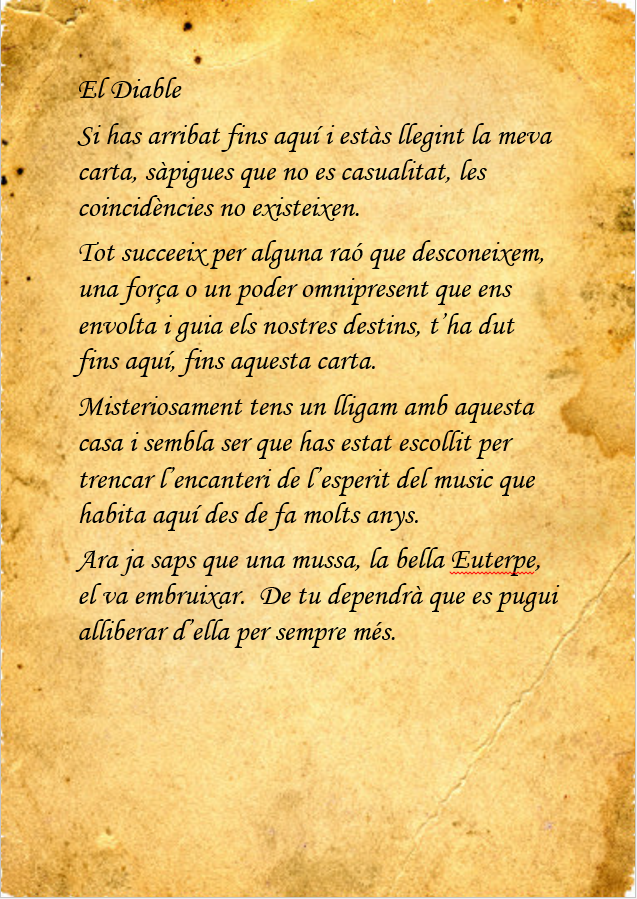 El Diable
Si has arribat fins aquí i estàs llegint la meva
carta, sàpigues que no es casualitat, les
coincidències no existeixen.
Tot succeeix per alguna raó que desconeixem,
una força o un poder omnipresent que ens
envolta i guia els nostres destins, t’ha dut
fins aquí, fins aquesta carta.
Misteriosament tens un lligam amb aquesta
casa i sembla ser que has estat escollit per
trencar l’encanteri de l’esperit del music que
habita aquí des de fa molts anys.
Ara ja saps que una mussa, la bella Euterpe,
el va embruixar.  De tu dependrà que es pugui
alliberar d’ella per sempre més.